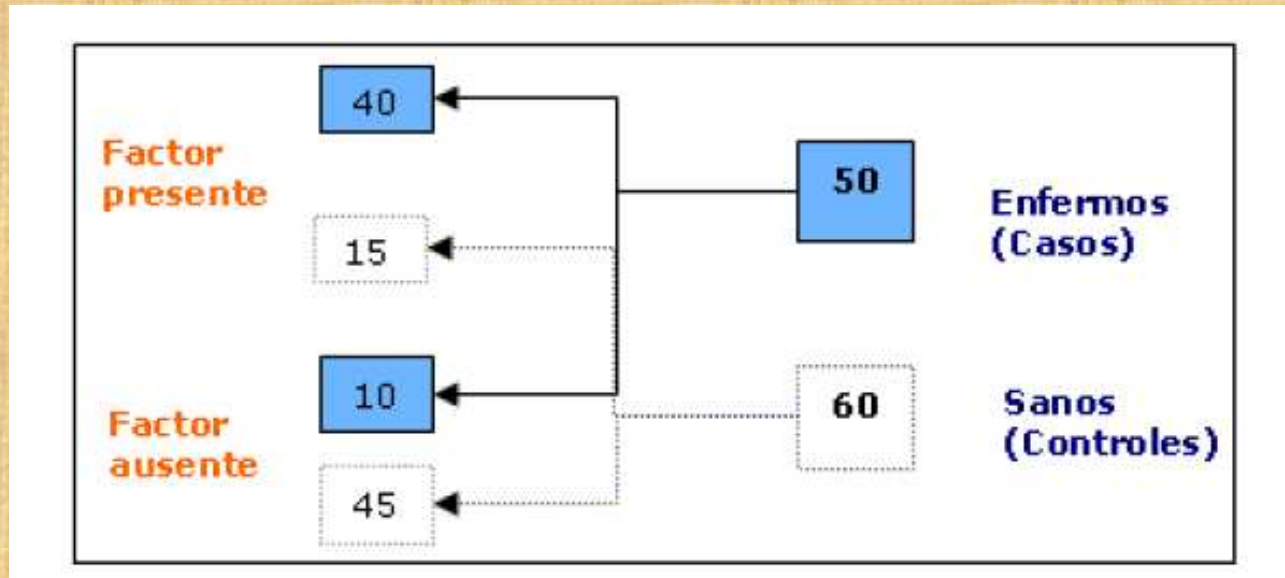 40
Factor
presente
50
Enfermos
(Casos)
15
10
60
Sanos
(Controles)
Factor
ausente
45